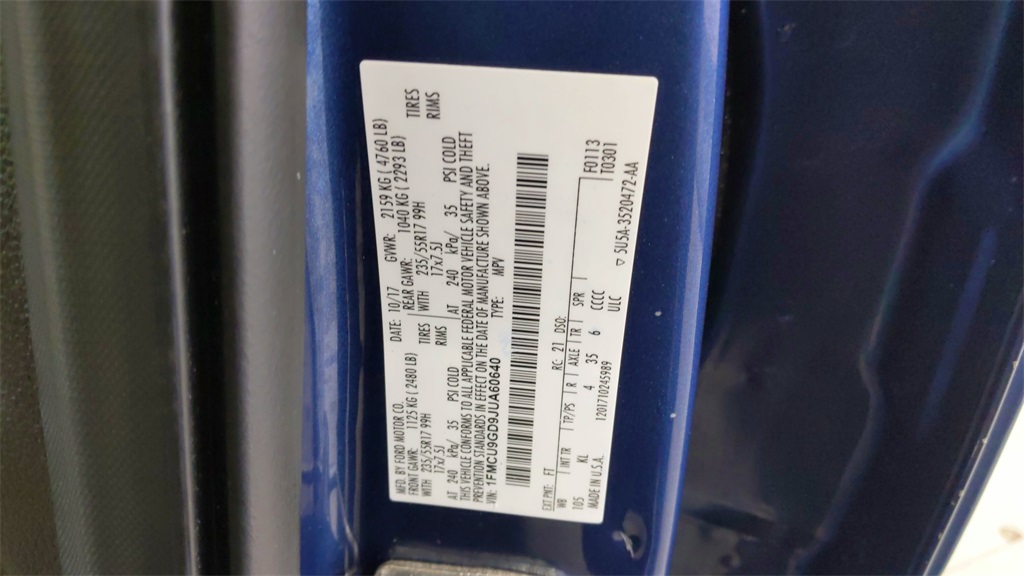 MFD. BY FORD MOTOR CO. DATE: 10/17 GVWR: 2159 KG ( 4760 LB)
FRONT GAWR: 1125 KG ( 2480 LB) REAR GAWR: 1040 KG ( 2293 LB)
WITH 235/55R17 99H TIRES WITH 235/55R17 99H TIRES
17x7.5J RIMS 17x7.5J RIMS
AT 240 kPa/ 35 PSI COLD AT 240 kPa/ 35 PSI COLD
THIS VEHICLE CONFORMS TO ALL APPLICABLE FEDERAL MOTOR VEHICLE SAFETY AND THEFT
PREVENTION STANDARDS IN EFFECT ON THE DATE OF MANUFACTURE SHOWN ABOVE.
VIN: 1FMCU9GD9JUA60640 TYPE: MPV
EXT PNT: FT RC: 21 DSO: F0113
WB INT TR TP/PS R AXLE TR SPR T0301
105 KL 4 35 6 CCCC
MADE IN U.S.A. 1201710245989 ULC
▽ 5U5A-3520472-AA